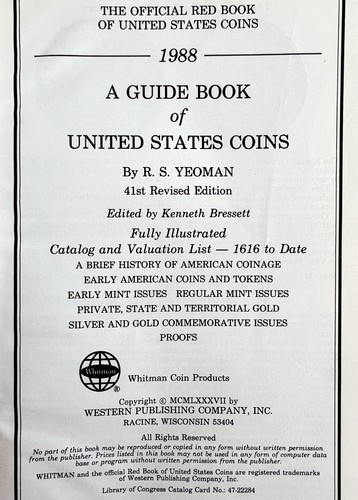 THE OFFICIAL RED BOOK
OF UNITED STATES COINS
1988
A GUIDE BOOK
of
UNITED STATES COINS
By R. S. YEOMAN
41st Revised Edition
Edited by Kenneth Bressett
Fully Illustrated
Catalog and Valuation List — 1616 to Date
A BRIEF HISTORY OF AMERICAN COINAGE
EARLY AMERICAN COINS AND TOKENS
EARLY MINT ISSUES REGULAR MINT ISSUES
PRIVATE, STATE AND TERRITORIAL GOLD
SILVER AND GOLD COMMEMORATIVE ISSUES
PROOFS
Whitman ® Whitman Coin Products
Copyright © MCMLXXXVII by
WESTERN PUBLISHING COMPANY, INC.
RACINE, WISCONSIN 53404
All Rights Reserved
No part of this book may be reproduced or copied in any form without written permission
from the publisher. Prices listed in this book may not be used in any form of computer data
base or program without written permission from the publisher.
WHITMAN and the official Red Book of United States Coins are registered trademarks
of Western Publishing Company, Inc.
Library of Congress Catalog Card No.: 47-22284